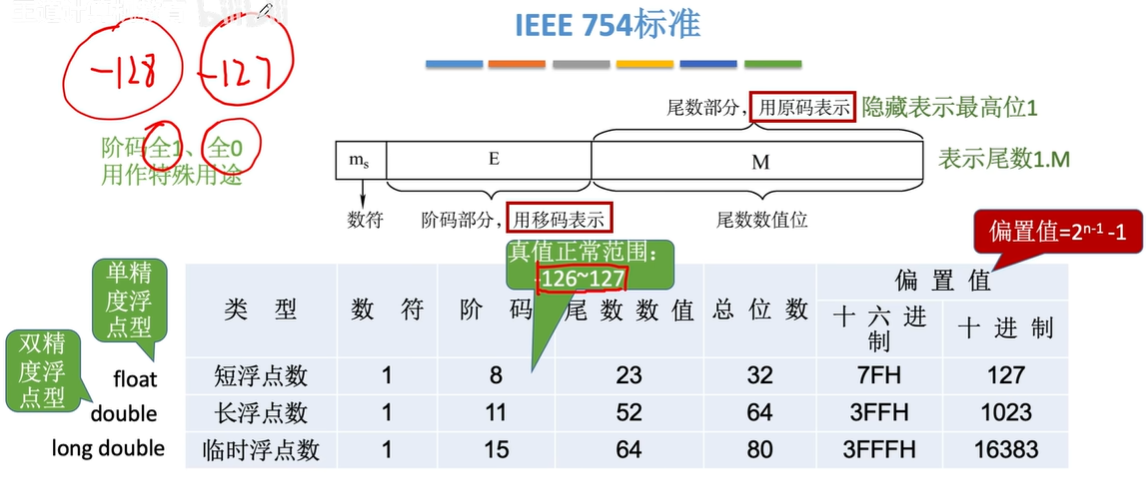 IEEE 754标准
-128 -127
阶码全1、全0
用作特殊用途
尾数部分，用原码表示 隐藏表示最高位1
mₛ E M 表示尾数1.M
数符 阶码部分，用移码表示 尾数数值位
偏置值=2ⁿ⁻¹ -1
真值正常范围：
-126~127
单精
度浮
点型
双精
度浮
点型
类型 数符 阶码 尾数数值 总位数 偏置值
十六进制 十进制
float 短浮点数 1 8 23 32 7FH 127
double 长浮点数 1 11 52 64 3FFH 1023
long double 临时浮点数 1 15 64 80 3FFFH 16383